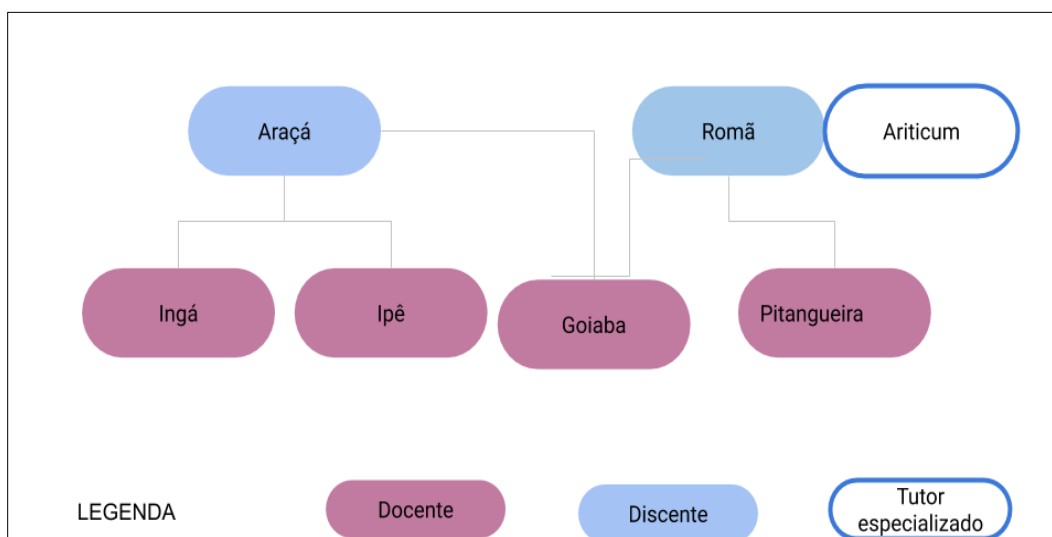 Araçá
Romã
Ariticum
Ingá
Ipê
Goiaba
Pitangueira
LEGENDA
Docente
Discente
Tutor
especializado